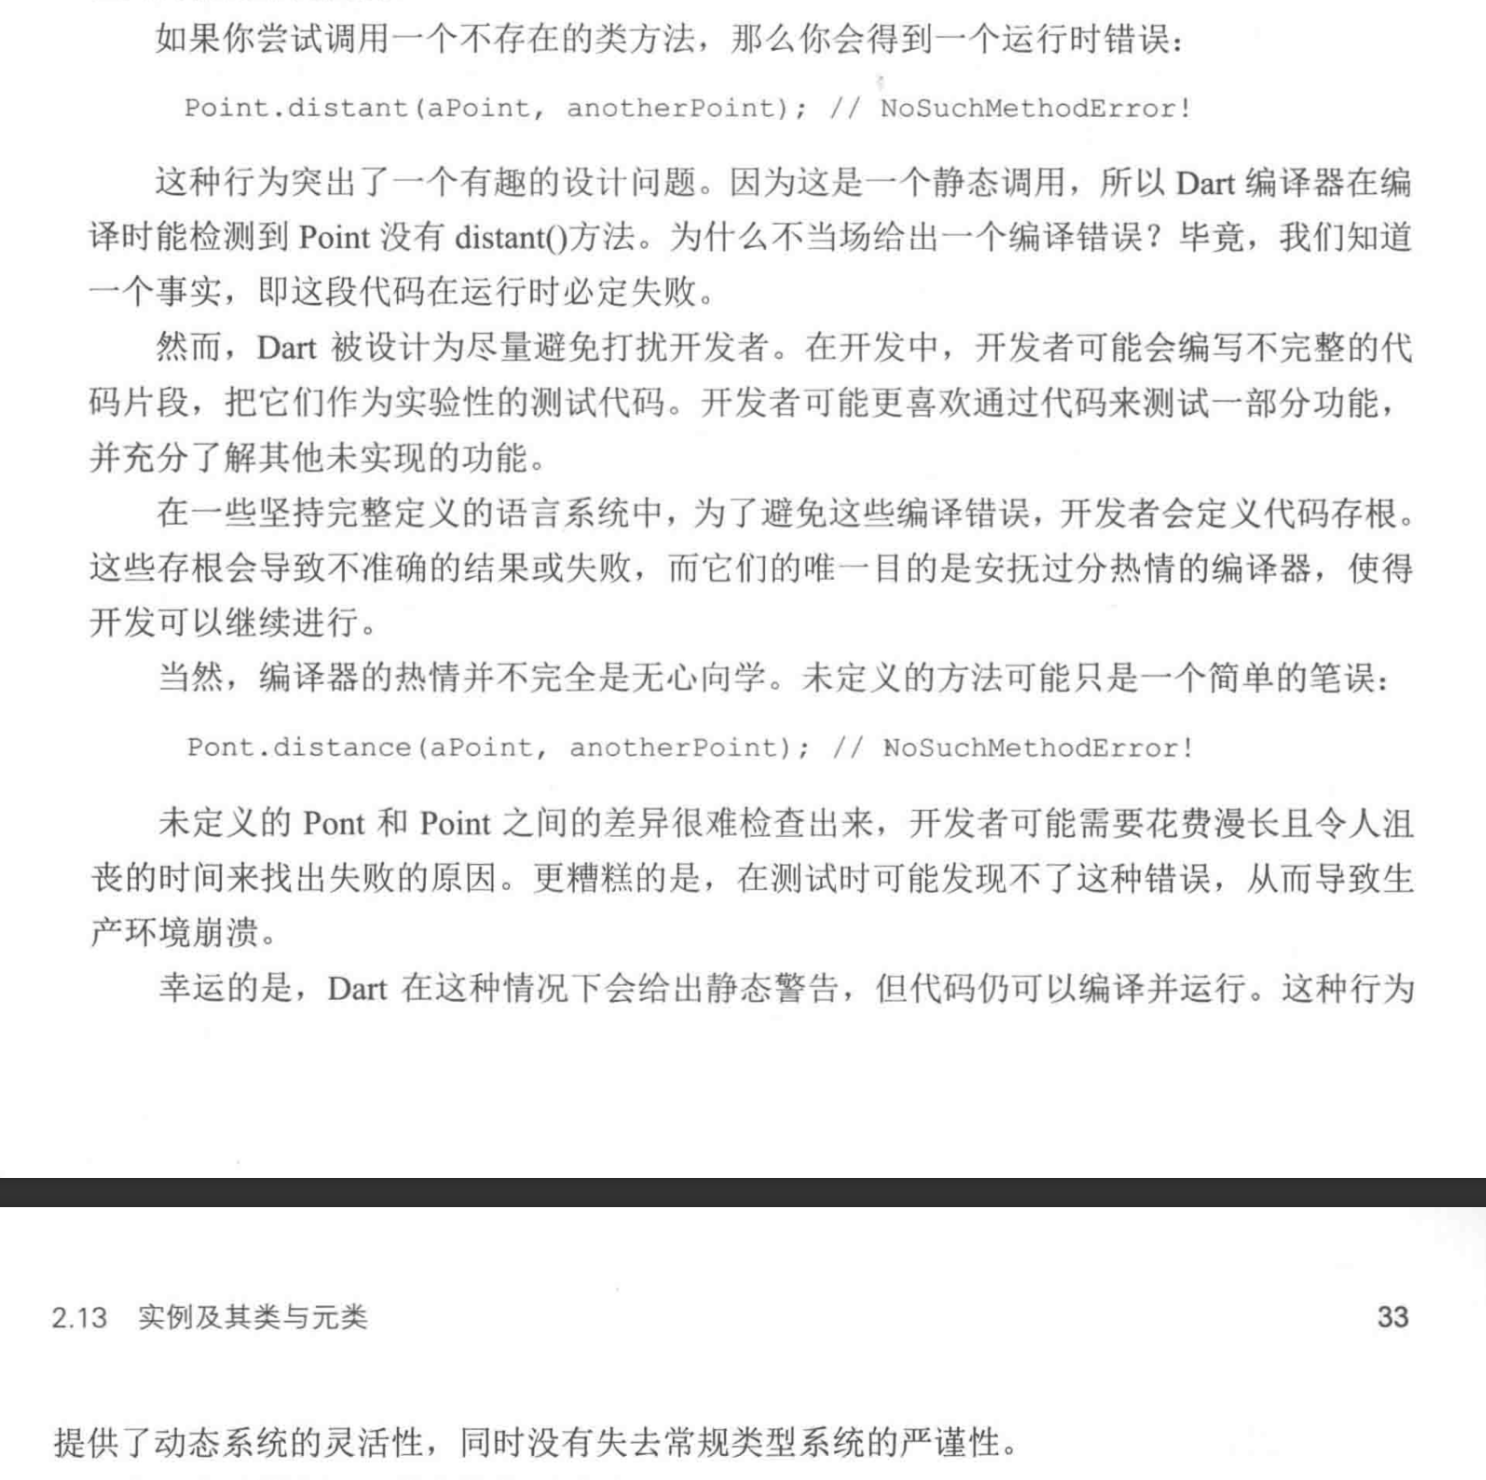 如果你尝试调用一个不存在的类方法，那么你会得到一个运行时错误：
Point.distant(aPoint, anotherPoint); // NoSuchMethodError!
这种行为突出了一个有趣的设计问题。因为这是一个静态调用，所以 Dart 编译器在编
译时能检测到 Point 没有 distant()方法。为什么不当场给出一个编译错误？毕竟，我们知道
一个事实，即这段代码在运行时必定失败。
然而，Dart 被设计为尽量避免打扰开发者。在开发中，开发者可能会编写不完整的代
码片段，把它们作为实验性的测试代码。开发者可能更喜欢通过代码来测试一部分功能，
并充分了解其他未实现的功能。
在一些坚持完整定义的语言系统中，为了避免这些编译错误，开发者会定义代码存根。
这些存根会导致不准确的结果或失败，而它们的唯一目的是安抚过分热情的编译器，使得
开发可以继续进行。
当然，编译器的热情并不完全是无心向学。未定义的方法可能只是一个简单的笔误：
Pont.distance(aPoint, anotherPoint); // NoSuchMethodError!
未定义的 Pont 和 Point 之间的差异很难检查出来，开发者可能需要花费漫长且令人沮
丧的时间来找出失败的原因。更糟糕的是，在测试时可能发现不了这种错误，从而导致生
产环境崩溃。
幸运的是，Dart 在这种情况下会给出静态警告，但代码仍可以编译并运行。这种行为
2.13 实例及其类与元类 33
提供了动态系统的灵活性，同时没有失去常规类型系统的严谨性。